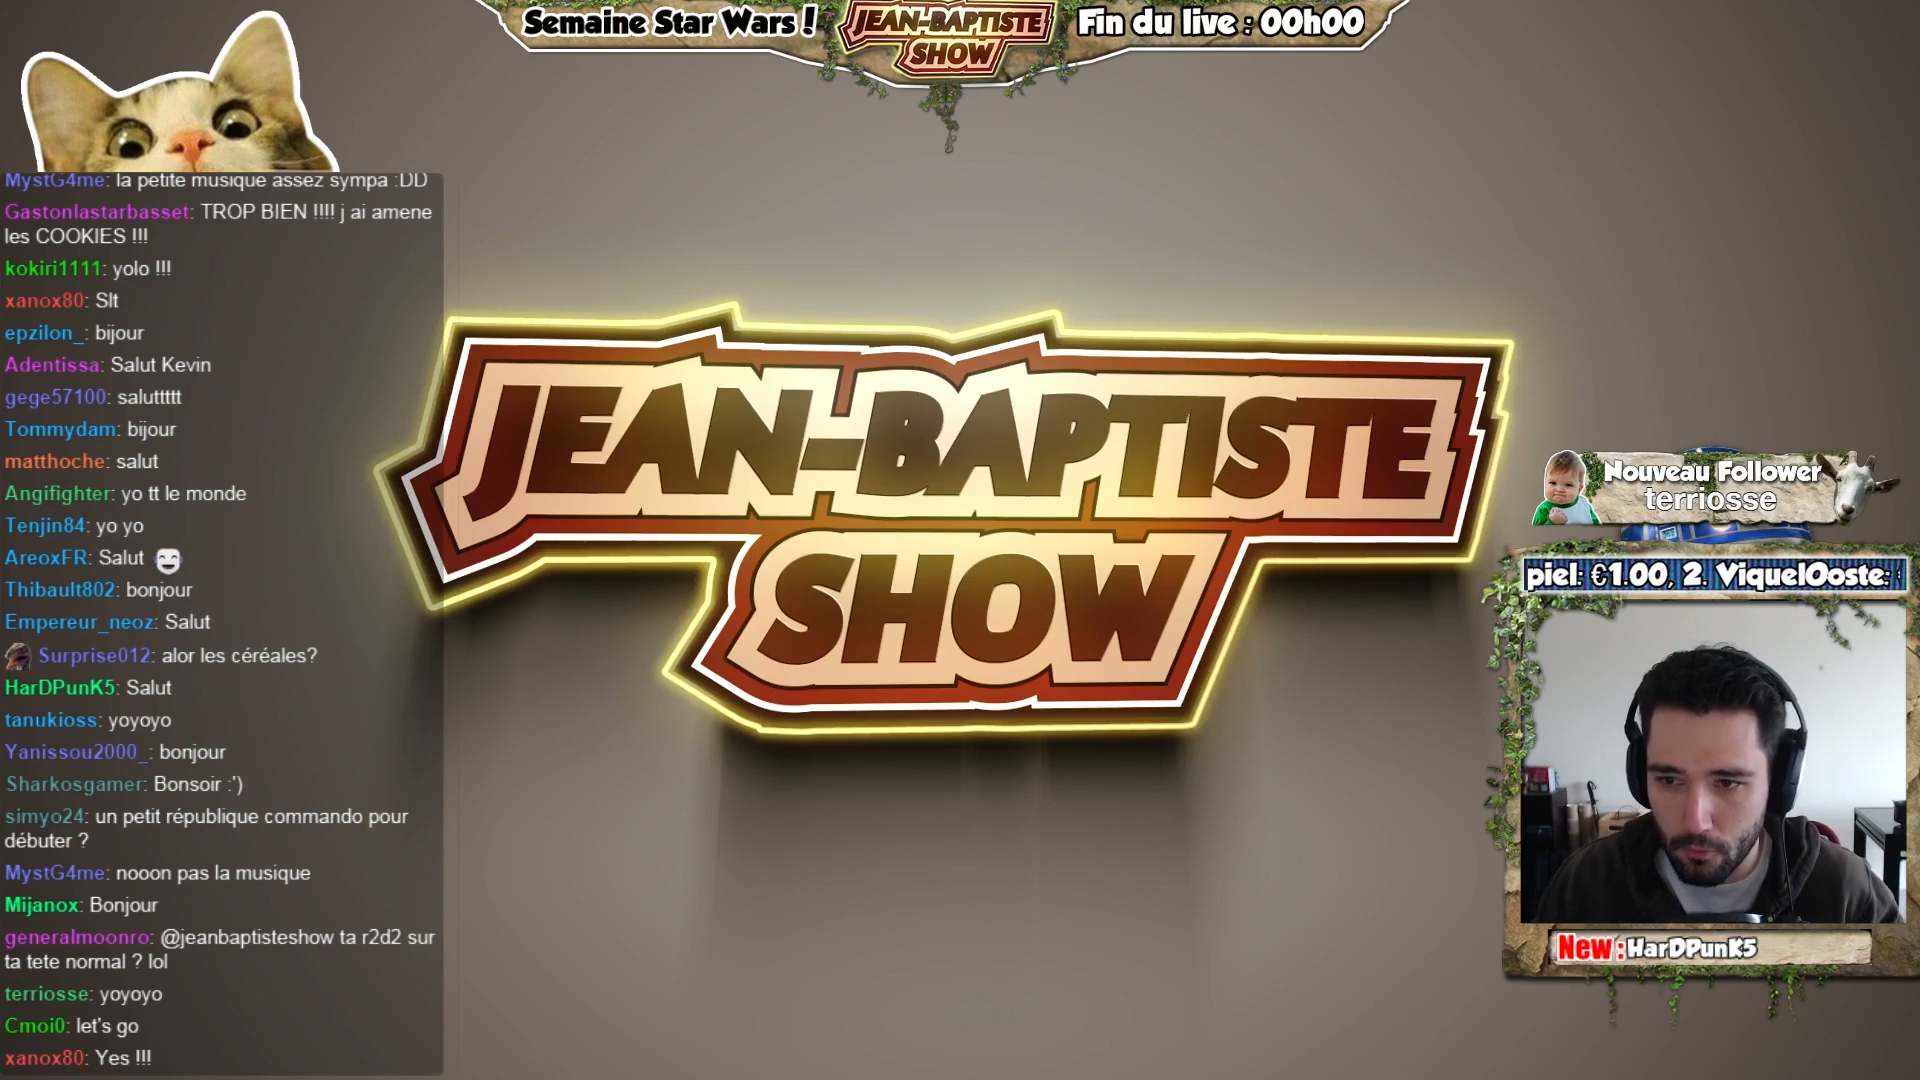 Semaine Star Wars !
JEAN-BAPTISTE
SHOW
Fin du live : 00h00
MystG4me: la petite musique assez sympa :DD
Gastonlastarbasset: TROP BIEN !!!! j ai amene
les COOKIES !!!
kokiri1111: yolo !!!
xanox80: Slt
epzilon_: bijour
Adentissa: Salut Kevin
gege57100: saluttttt
Tommydam: bijour
matthoche: salut
Angifighter: yo tt le monde
Tenjin84: yo yo
AreoxFR: Salut
Thibault802: bonjour
Empereur_neoz: Salut
Surprise012: alor les céréales?
HarDPunK5: Salut
tanukioss: yoyoyo
Yanissou2000_: bonjour
Sharkosgamer: Bonsoir :')
simyo24: un petit république commando pour
débuter ?
MystG4me: nooon pas la musique
Mijanox: Bonjour
generalmoonro: @jeanbaptisteshow ta r2d2 sur
ta tete normal ? lol
terriosse: yoyoyo
Cmoi0: let's go
xanox80: Yes !!!
JEAN-BAPTISTE
SHOW
Nouveau Follower
terriosse
piel: €1.00, 2. ViquelOoste:
New : HarDPunK5